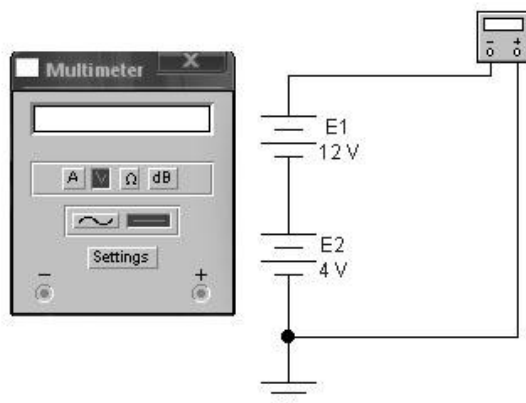 Multimeter X
- +
E1
12 V
A V Ω dB
E2
4 V
Settings
- +